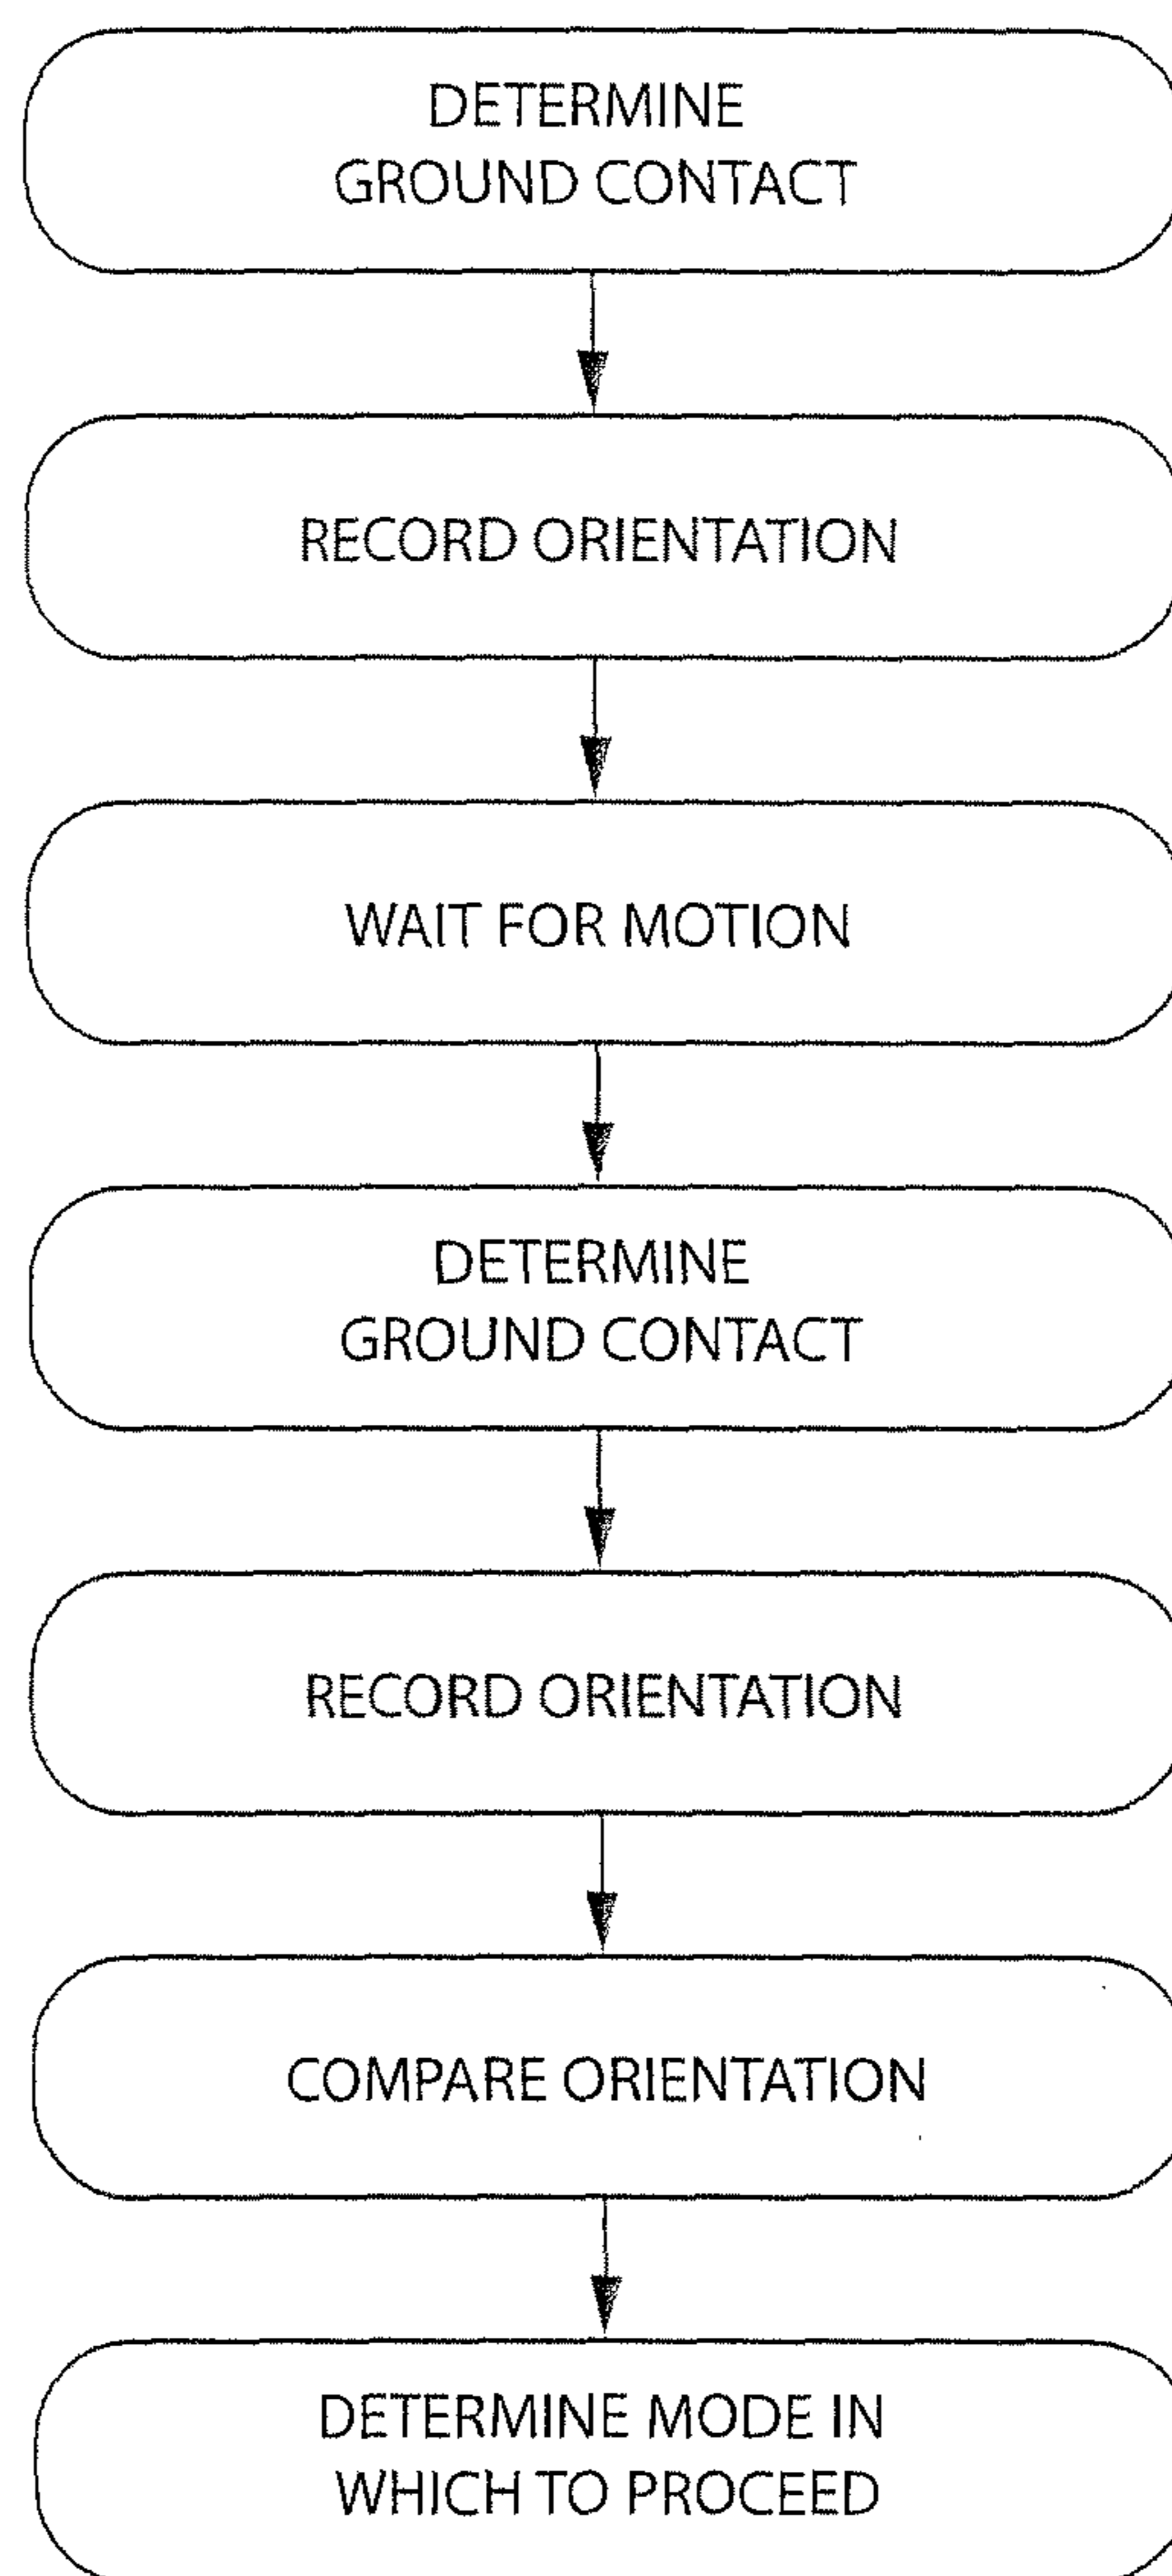 DETERMINE
GROUND CONTACT
RECORD ORIENTATION
WAIT FOR MOTION
DETERMINE
GROUND CONTACT
RECORD ORIENTATION
COMPARE ORIENTATION
DETERMINE MODE IN
WHICH TO PROCEED